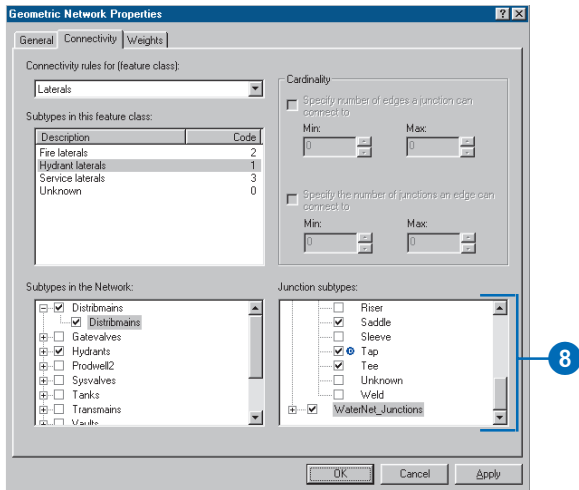 Geometric Network Properties
General Connectivity Weights
Connectivity rules for (feature class):
Laterals
Subtypes in this feature class:
Description Code
Fire laterals 2
Hydrant laterals 1
Service laterals 3
Unknown 0
Cardinality
Specify number of edges a junction can
connect to
Min: Max:
0 0
Specify the number of junctions an edge can
connect to
Min: Max:
0 0
Subtypes in the Network:
Distribmains
Distribmains
Gatevalves
Hydrants
Prodwell2
Sysvalves
Tanks
Transmains
Vaults
Junction subtypes:
Riser
Saddle
Sleeve
D Tap
Tee
Unknown
Weld
WaterNet_Junctions
8
OK Cancel Apply